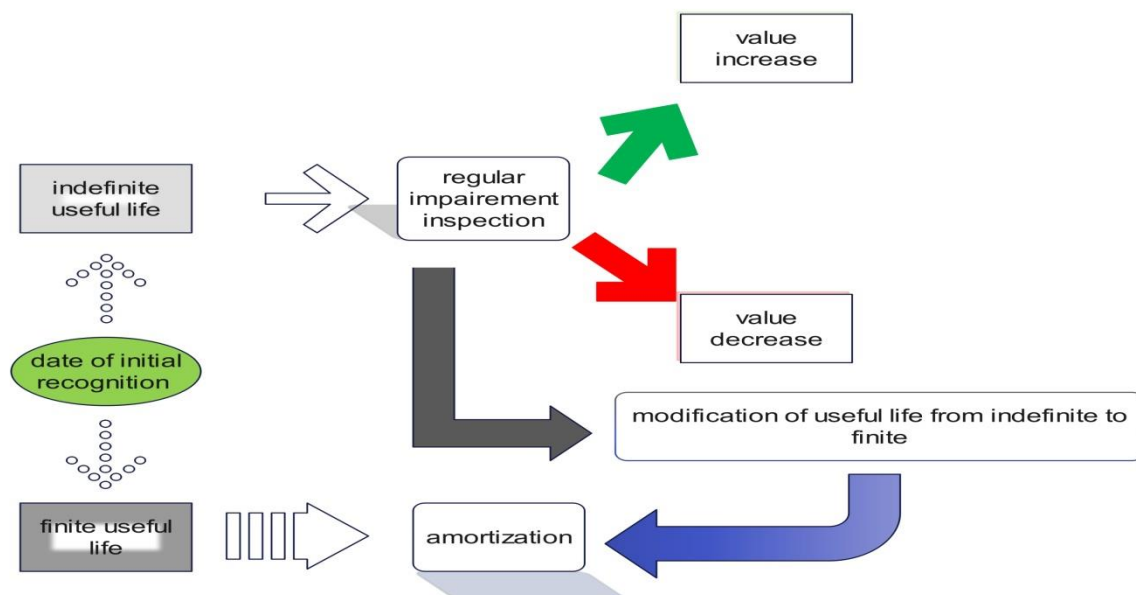 value
increase
indefinite
useful life
regular
impairement
inspection
value
decrease
date of initial
recognition
modification of useful life from indefinite to
finite
finite useful
life
amortization